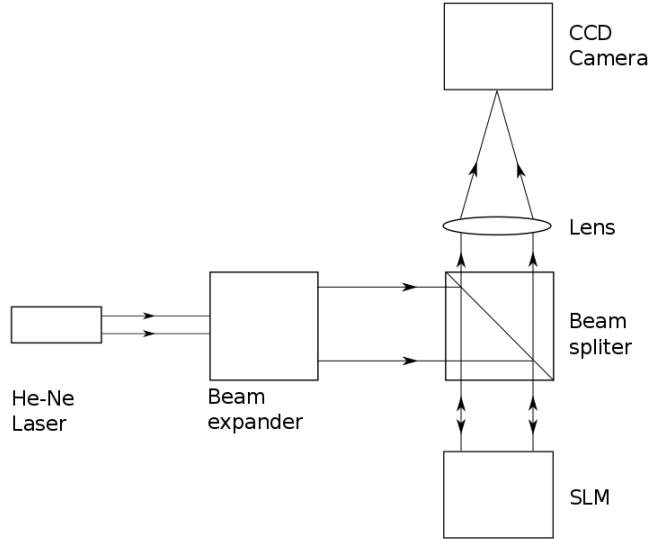 CCD
Camera
Lens
Beam
spliter
He-Ne
Laser
Beam
expander
SLM